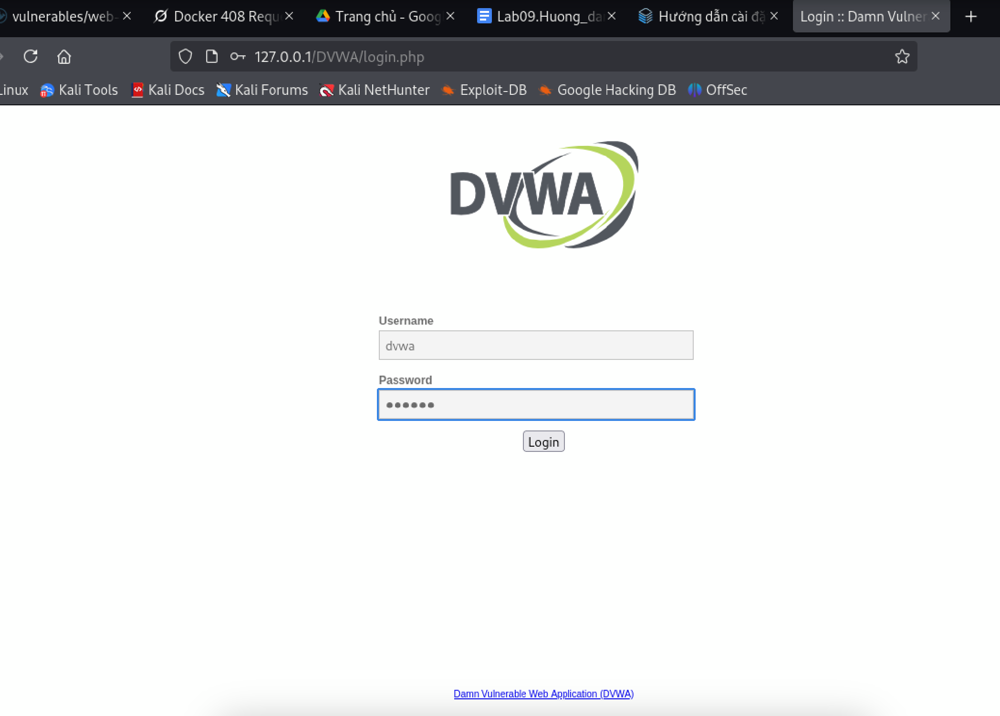 vulnerables/web-
Docker 408 Requ
Trang chủ - Goog
Lab09.Huong_da
Hướng dẫn cài đặ
Login :: Damn Vulner
127.0.0.1/DVWA/login.php
Linux
Kali Tools
Kali Docs
Kali Forums
Kali NetHunter
Exploit-DB
Google Hacking DB
OffSec
DVWA
Username
dvwa
Password
Login
Damn Vulnerable Web Application (DVWA)